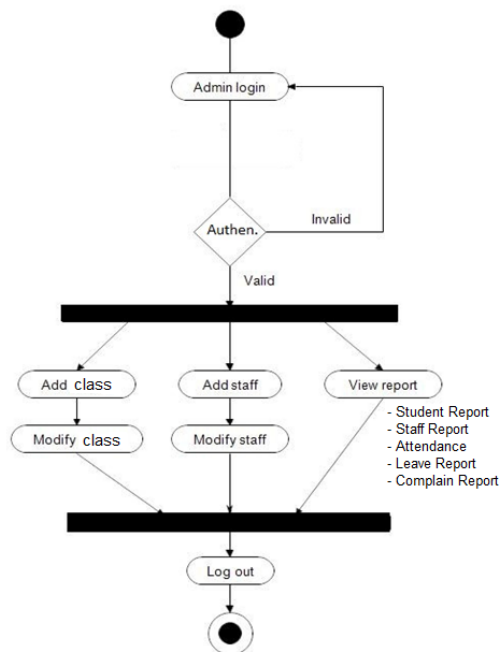 Admin login
Authen.
Invalid
Valid
Add class
Add staff
View report
- Student Report
- Staff Report
- Attendance
- Leave Report
- Complain Report
Modify class
Modify staff
Log out